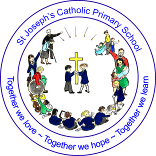 St Joseph's Catholic Primary School
Together we love ~ Together we hope ~ Together we learn